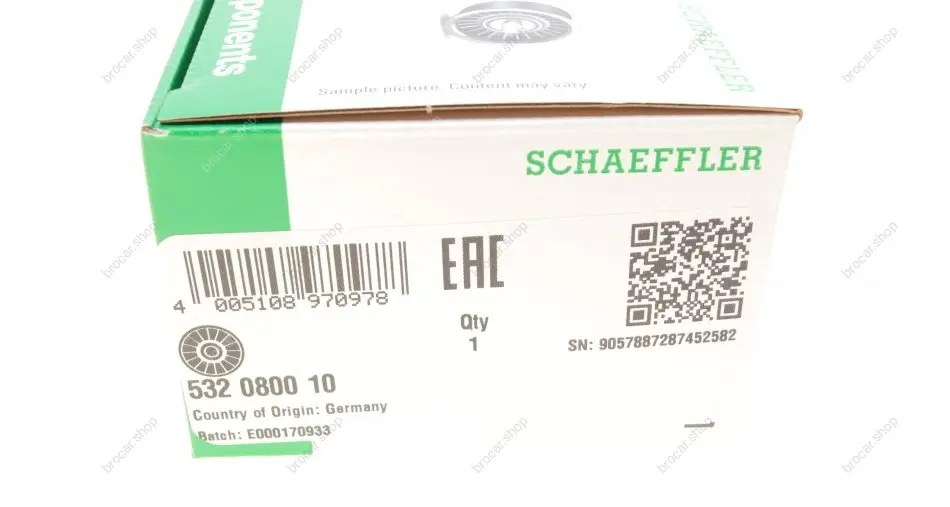 ponents
SCHAEFFLER
Sample picture. Content may vary
SCHAEFFLER
4 005108 970978
EAC
Qty
1
SN: 9057887287452582
532 0800 10
Country of Origin: Germany
Batch: E000170933
brocar.shop